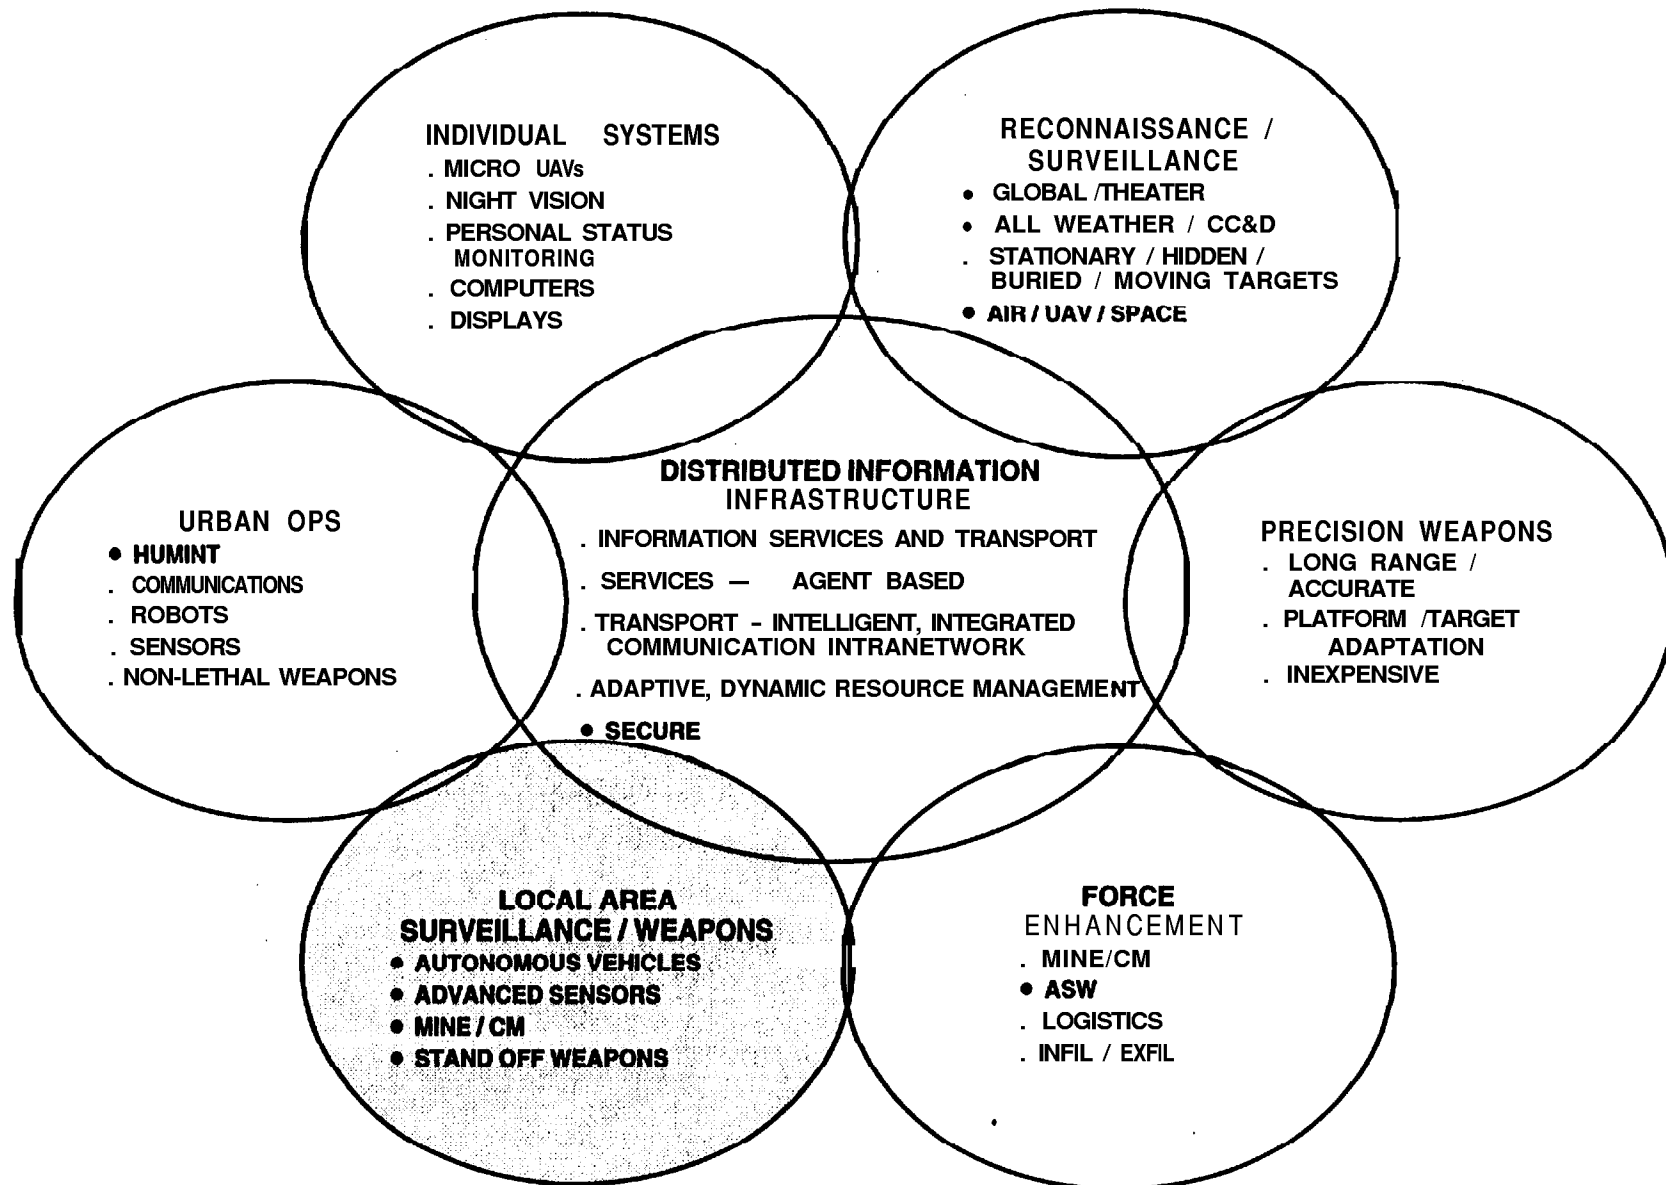 INDIVIDUAL SYSTEMS
. MICRO UAVs
. NIGHT VISION
. PERSONAL STATUS
MONITORING
. COMPUTERS
. DISPLAYS
RECONNAISSANCE /
SURVEILLANCE
• GLOBAL /THEATER
• ALL WEATHER / CC&D
. STATIONARY / HIDDEN /
BURIED / MOVING TARGETS
• AIR / UAV / SPACE
URBAN OPS
• HUMINT
. COMMUNICATIONS
. ROBOTS
. SENSORS
. NON-LETHAL WEAPONS
DISTRIBUTED INFORMATION
INFRASTRUCTURE
. INFORMATION SERVICES AND TRANSPORT
. SERVICES — AGENT BASED
. TRANSPORT – INTELLIGENT, INTEGRATED
COMMUNICATION INTRANETWORK
. ADAPTIVE, DYNAMIC RESOURCE MANAGEMENT
• SECURE
PRECISION WEAPONS
. LONG RANGE /
ACCURATE
. PLATFORM /TARGET
ADAPTATION
. INEXPENSIVE
LOCAL AREA
SURVEILLANCE / WEAPONS
• AUTONOMOUS VEHICLES
• ADVANCED SENSORS
• MINE / CM
• STAND OFF WEAPONS
FORCE
ENHANCEMENT
. MINE/CM
• ASW
. LOGISTICS
. INFIL / EXFIL